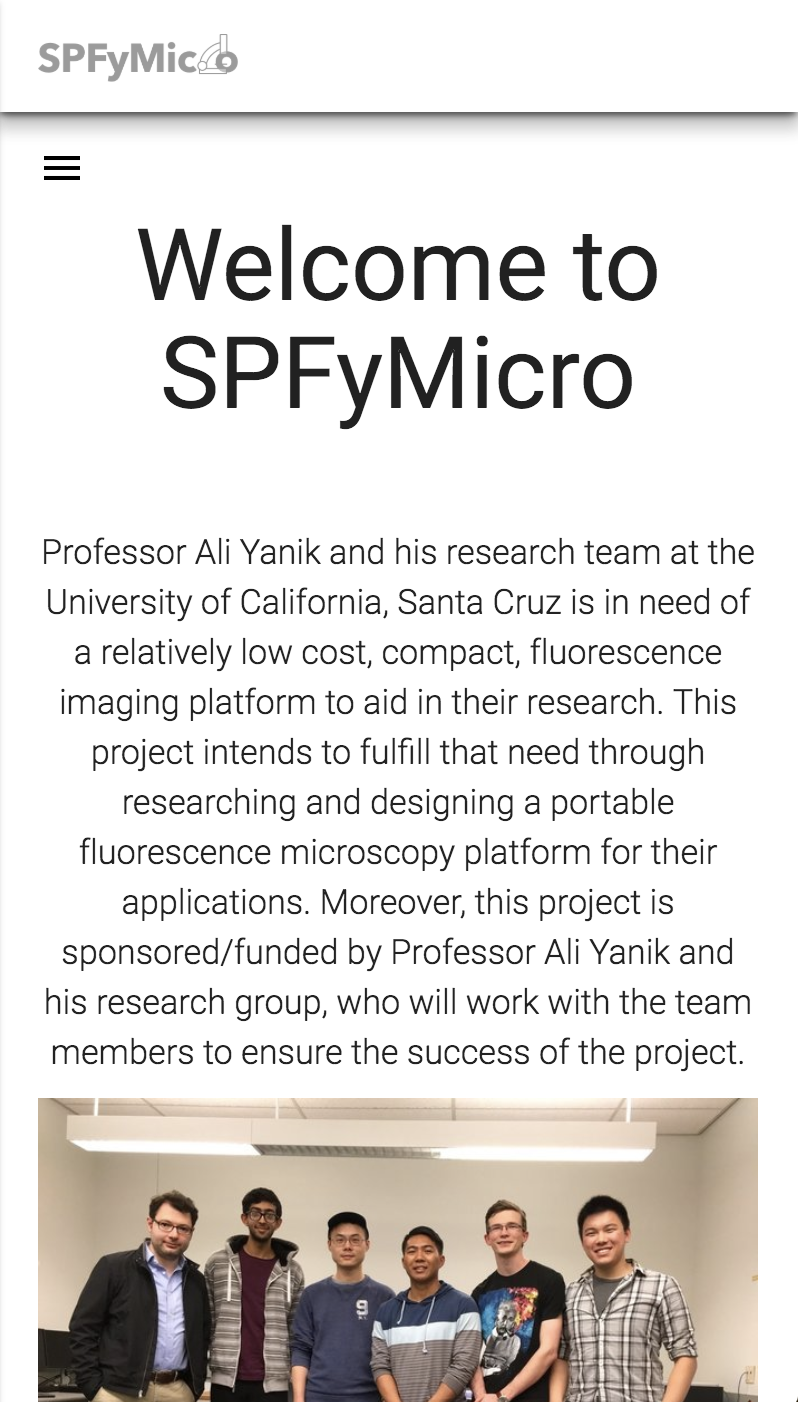 SPFyMicro
Welcome to
SPFyMicro
Professor Ali Yanik and his research team at the
University of California, Santa Cruz is in need of
a relatively low cost, compact, fluorescence
imaging platform to aid in their research. This
project intends to fulfill that need through
researching and designing a portable
fluorescence microscopy platform for their
applications. Moreover, this project is
sponsored/funded by Professor Ali Yanik and
his research group, who will work with the team
members to ensure the success of the project.
9